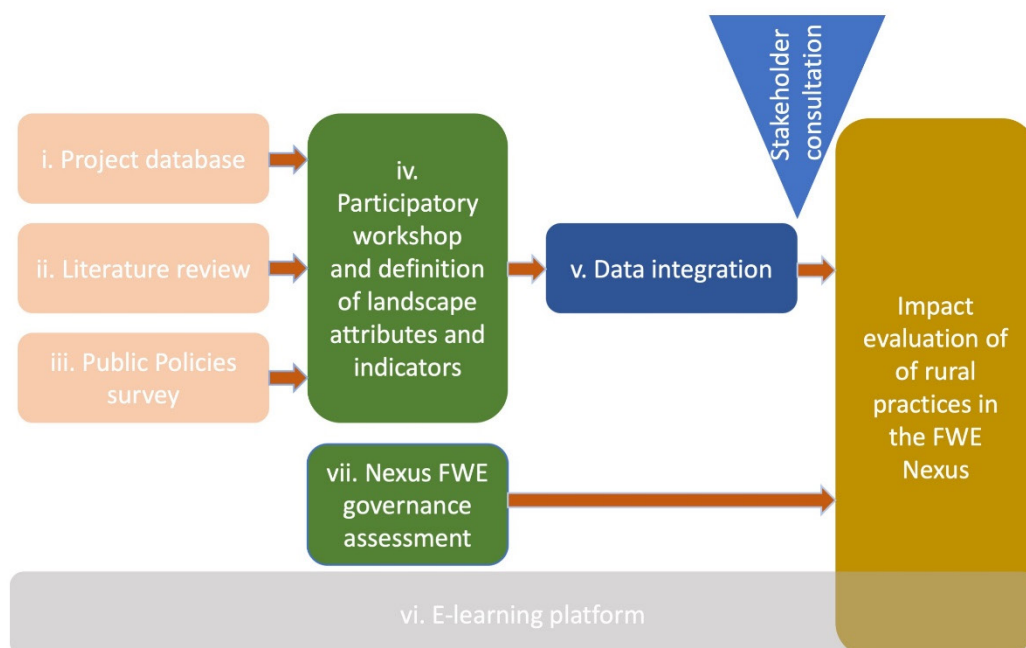 Stakeholder
consultation
i. Project database
ii. Literature review
iii. Public Policies
survey
iv.
Participatory
workshop
and definition
of landscape
attributes and
indicators
v. Data integration
Impact
evaluation of
of rural
practices in
the FWE
Nexus
vii. Nexus FWE
governance
assessment
vi. E-learning platform